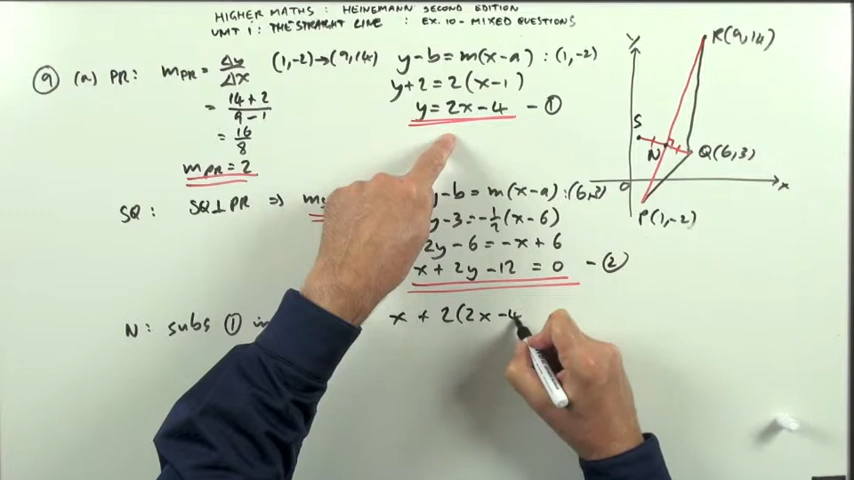 HIGHER MATHS : HEINEMANN SECOND EDITION
UNIT 1 : THE STRAIGHT LINE : EX. 10 - MIXED QUESTIONS
9 (a) PR: mPR = Δy/Δx (1,-2)→(9,14)
= 14+2/9-1
= 16/8
mPR = 2
y-b = m(x-a) : (1,-2)
y+2 = 2(x-1)
y = 2x-4 - ①
SQ: SQ⊥PR ⇒ m
y-b = m(x-a) : (6,3)
y-3 = -1/2(x-6)
2y-6 = -x+6
x+2y-12 = 0 - ②
N: subs ① in
x + 2(2x-4
y
R(9,14)
S
N
Q(6,3)
0
x
P(1,-2)